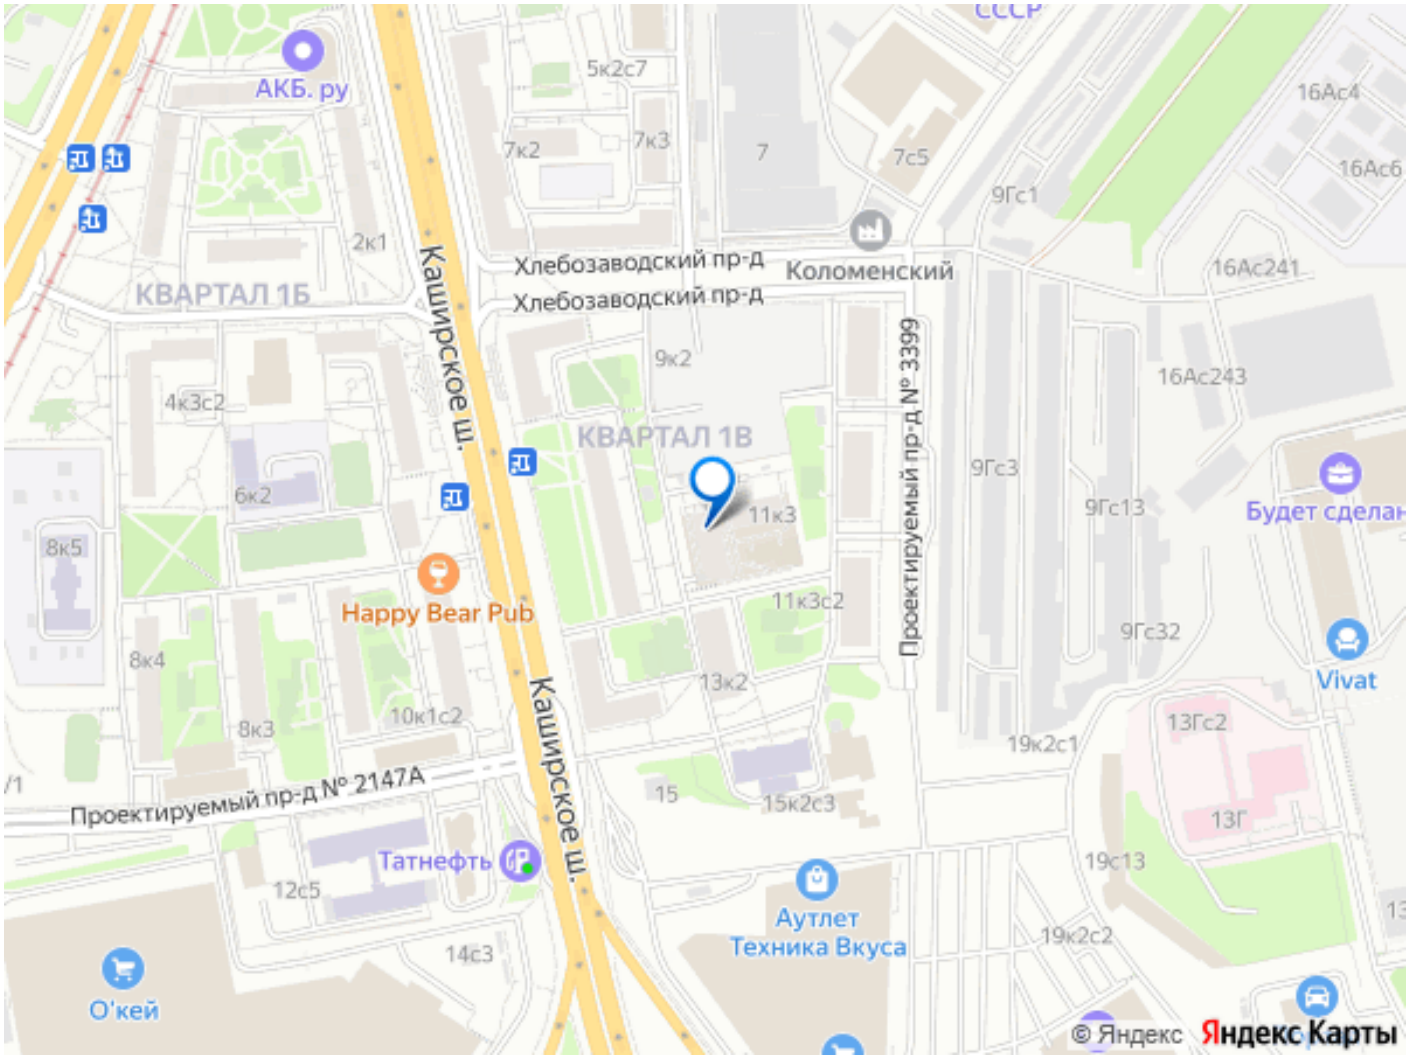 СССР
АКБ. ру
5к2с7
16Ас4
7к2
7к3
7
7с5
16Ас6
9Гс1
2к1
Каширское ш.
Хлебозаводский пр-д
Коломенский
16Ас241
КВАРТАЛ 1Б
Хлебозаводский пр-д
9к2
Проектируемый пр-д № 3399
16Ас243
4к3с2
КВАРТАЛ 1В
9Гс3
6к2
11к3
9Гс13
Будет сделан
8к5
Happy Bear Pub
11к3с2
9Гс32
8к4
13к2
Vivat
Каширское ш.
10к1с2
8к3
13Гс2
19к2с1
/1
Проектируемый пр-д № 2147А
15
15к2с3
13Г
Татнефть
19с13
12с5
Аутлет
Техника Вкуса
13
19к2с2
14с3
О'кей
© Яндекс
Яндекс Карты